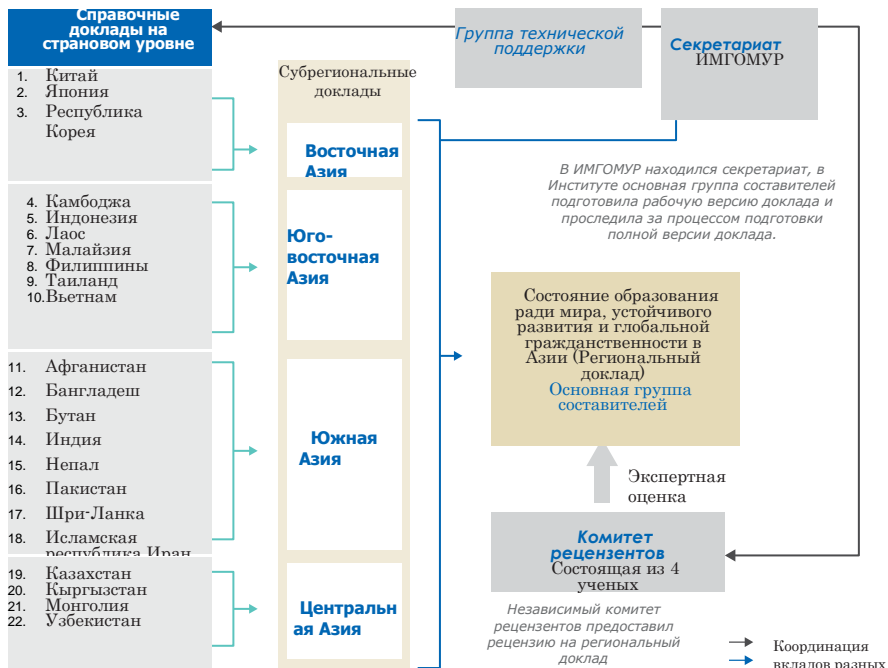 Справочные
доклады на
страновом уровне
1. Китай
2. Япония
3. Республика
Корея
4. Камбоджа
5. Индонезия
6. Лаос
7. Малайзия
8. Филиппины
9. Таиланд
10. Вьетнам
11. Афганистан
12. Бангладеш
13. Бутан
14. Индия
15. Непал
16. Пакистан
17. Шри-Ланка
18. Исламская
республика Иран
19. Казахстан
20. Кыргызстан
21. Монголия
22. Узбекистан
Субрегиональные
доклады
Восточная
Азия
Юго-
восточная
Азия
Южная
Азия
Центральн
ая Азия
Группа технической
поддержки
Секретариат
ИМГОМУР
В ИМГОМУР находился секретариат, в
Институте основная группа составителей
подготовила рабочую версию доклада и
проследила за процессом подготовки
полной версии доклада.
Состояние образования
ради мира, устойчивого
развития и глобальной
гражданственности в
Азии (Региональный
доклад)
Основная группа
составителей
Экспертная
оценка
Комитет
рецензентов
Состоящая из 4
ученых
Независимый комитет
рецензентов предоставил
рецензию на региональный
доклад
Координация
вкладов разных